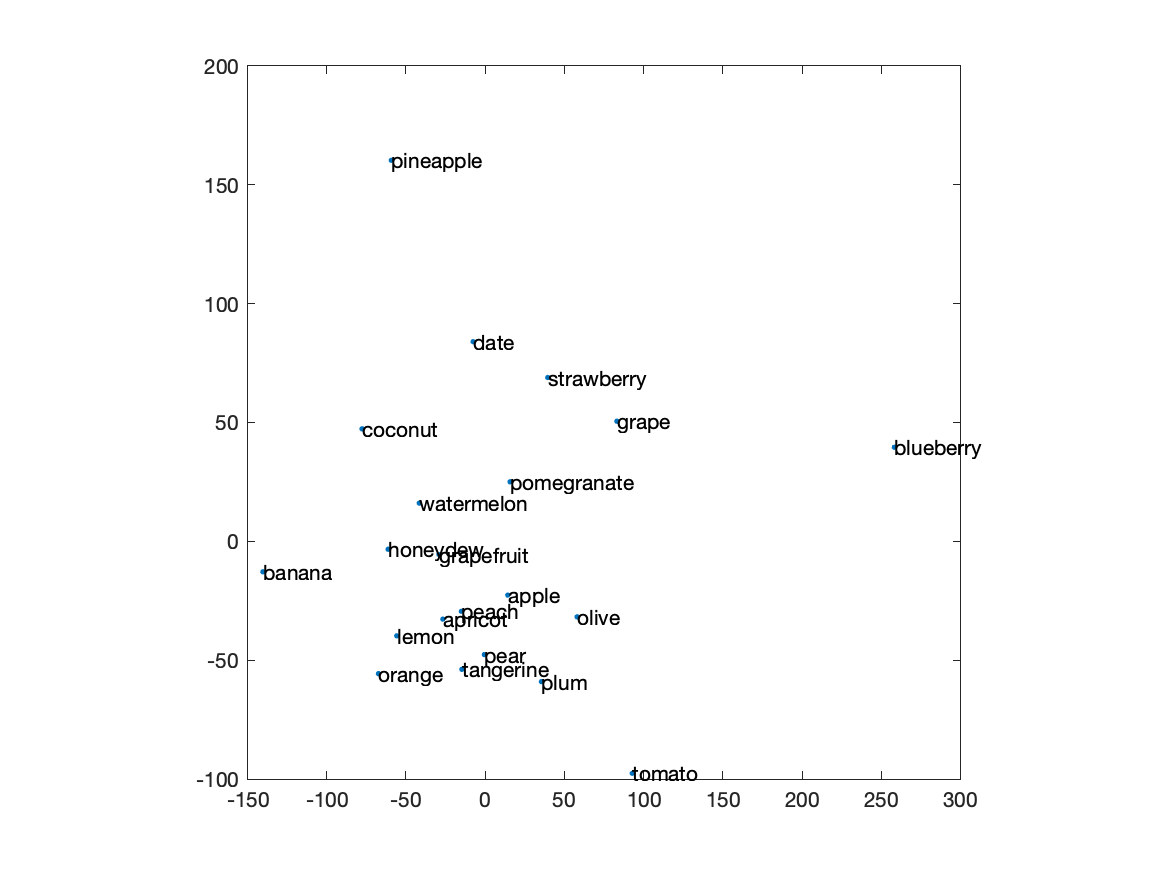 200
pineapple
150
100
date
strawberry
50
grape
coconut
blueberry
pomegranate
watermelon
0
honeydew
grapefruit
banana
apple
peach
apricot
olive
lemon
-50
pear
tangerine
orange
plum
tomato
-100
-150 -100 -50 0 50 100 150 200 250 300